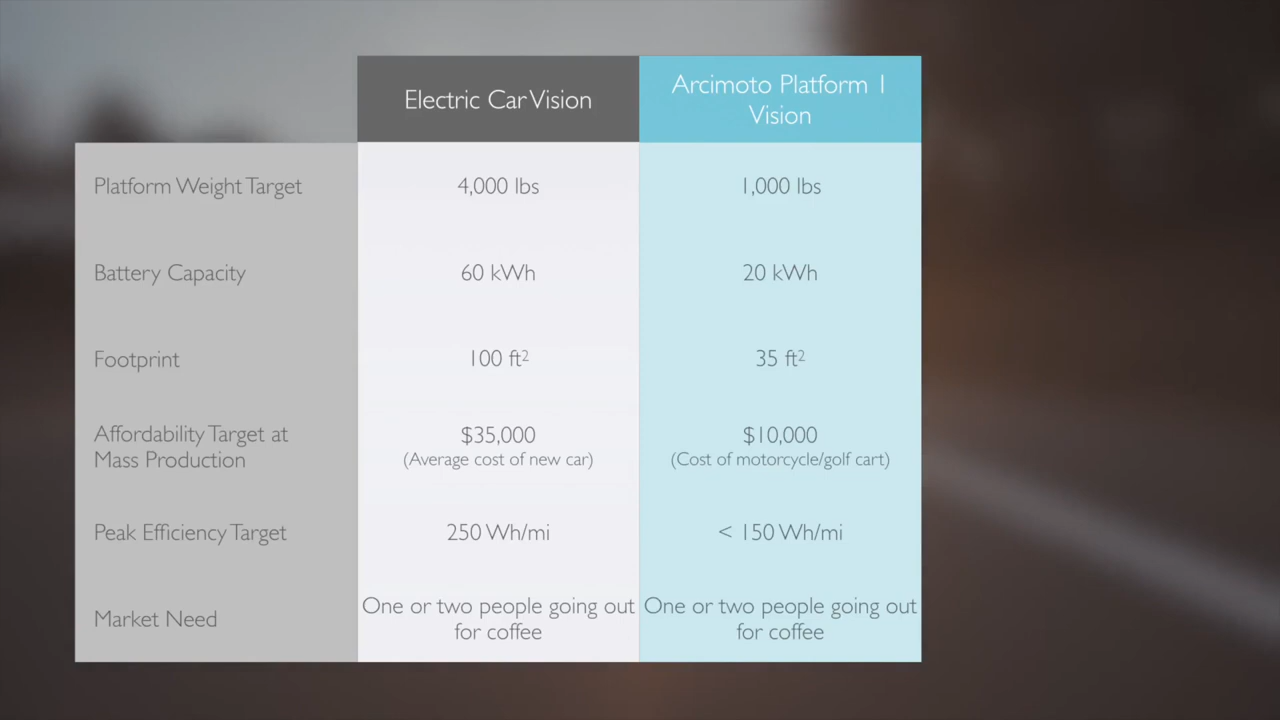 Electric Car Vision
Arcimoto Platform 1
Vision
Platform Weight Target
4,000 lbs
1,000 lbs
Battery Capacity
60 kWh
20 kWh
Footprint
100 ft²
35 ft²
Affordability Target at
Mass Production
$35,000
(Average cost of new car)
$10,000
(Cost of motorcycle/golf cart)
Peak Efficiency Target
250 Wh/mi
< 150 Wh/mi
Market Need
One or two people going out
for coffee
One or two people going out
for coffee